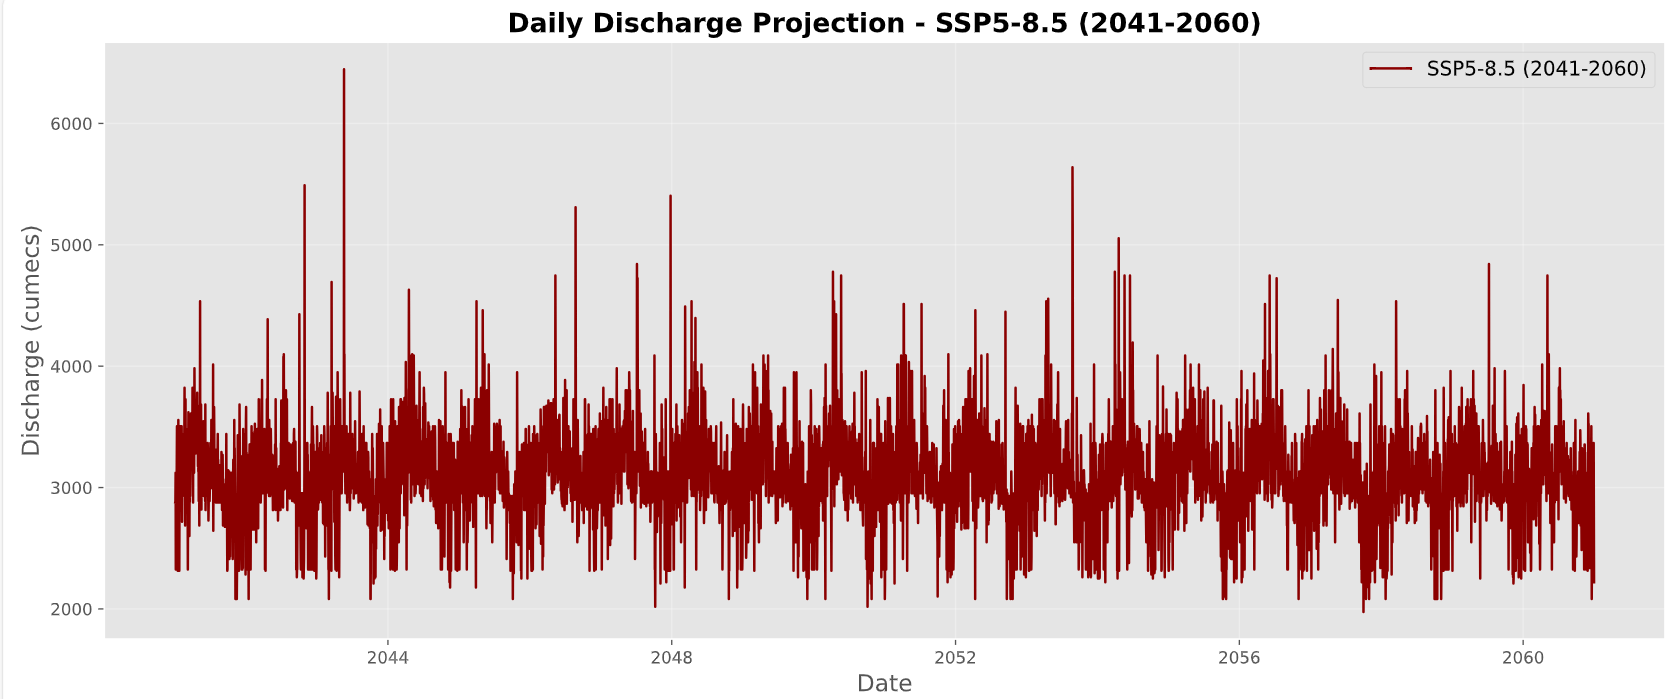 Daily Discharge Projection - SSP5-8.5 (2041-2060)
SSP5-8.5 (2041-2060)
Discharge (cumecs)
6000
5000
4000
3000
2000
2044 2048 2052 2056 2060
Date